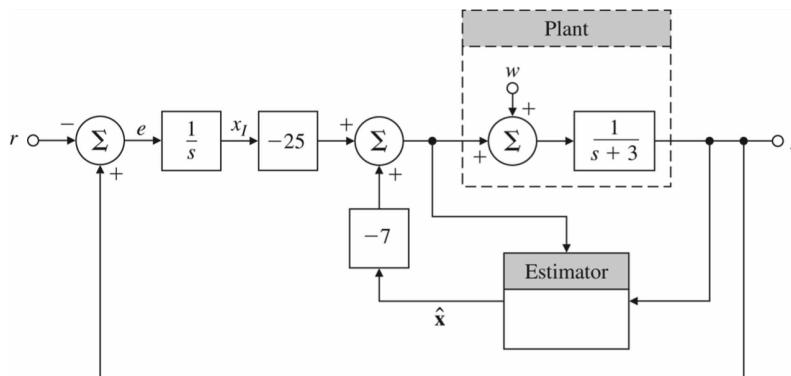 Plant
w
+
r
−
Σ
e
1
s
x_I
−25
+
Σ
+
Σ
1
s + 3
+
+
−7
Estimator
x̂